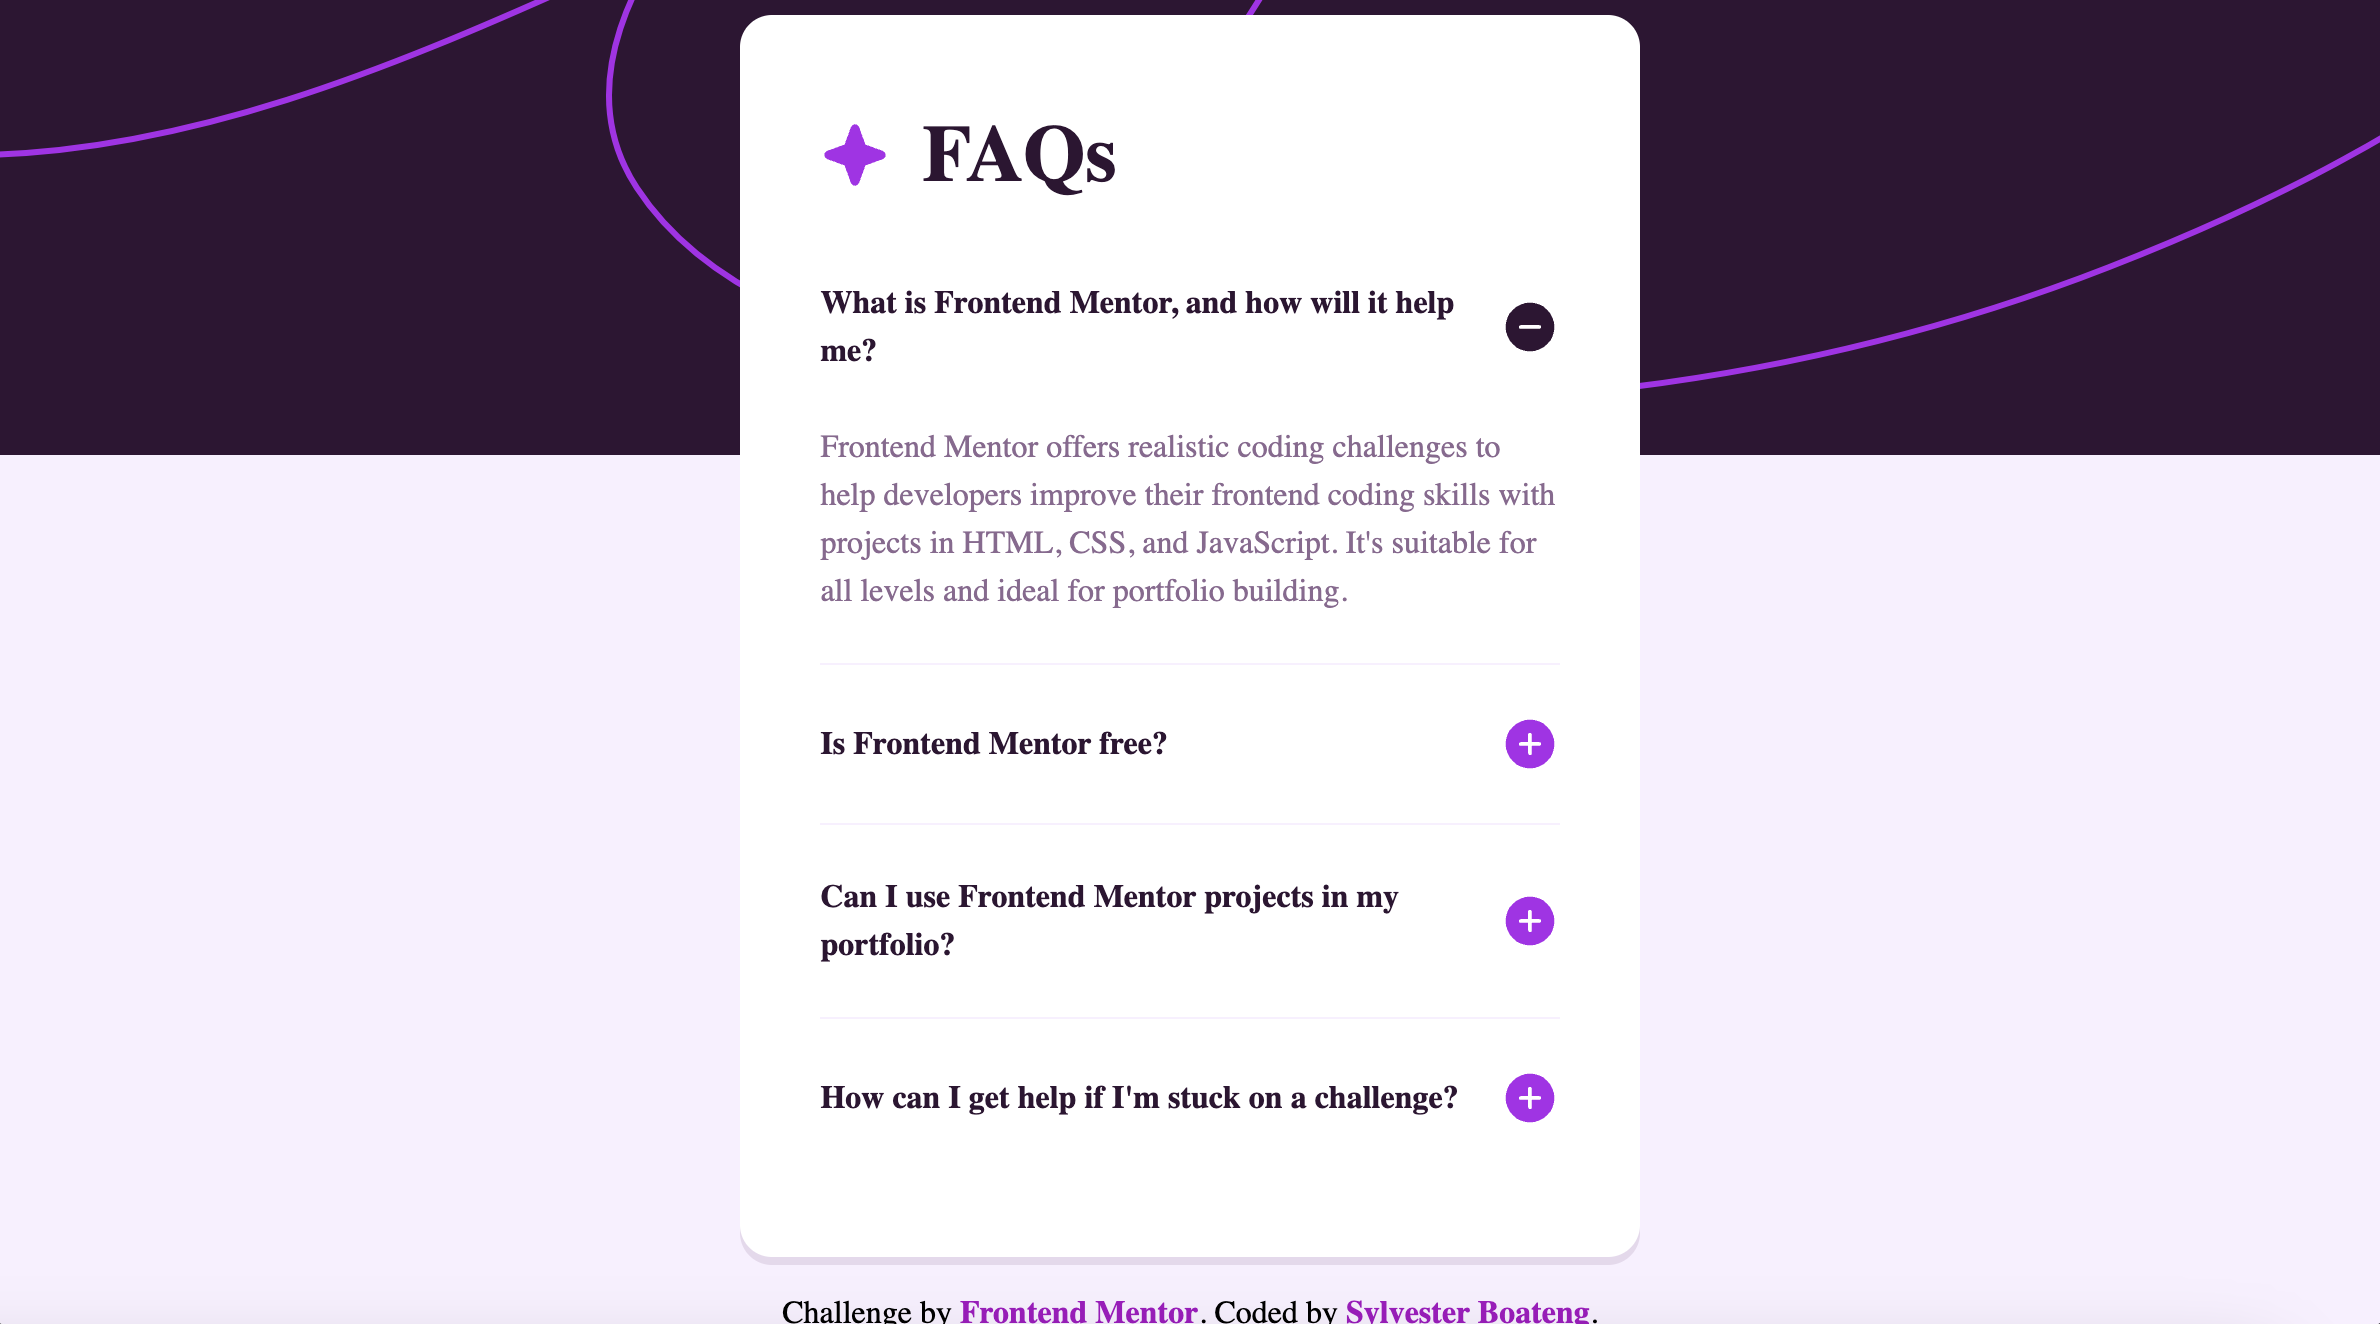 FAQs
What is Frontend Mentor, and how will it help
me?
Frontend Mentor offers realistic coding challenges to
help developers improve their frontend coding skills with
projects in HTML, CSS, and JavaScript. It's suitable for
all levels and ideal for portfolio building.
Is Frontend Mentor free?
Can I use Frontend Mentor projects in my
portfolio?
How can I get help if I'm stuck on a challenge?
Challenge by Frontend Mentor. Coded by Sylvester Boateng.